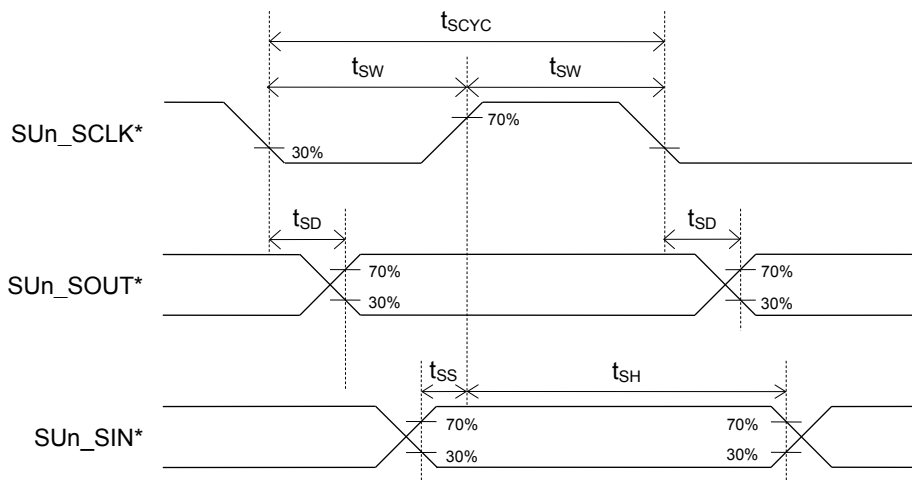 tSCYC
tSW tSW
SUn_SCLK*
70%
30%
tSD tSD
SUn_SOUT*
70% 70%
30% 30%
tSS tSH
SUn_SIN*
70% 70%
30% 30%